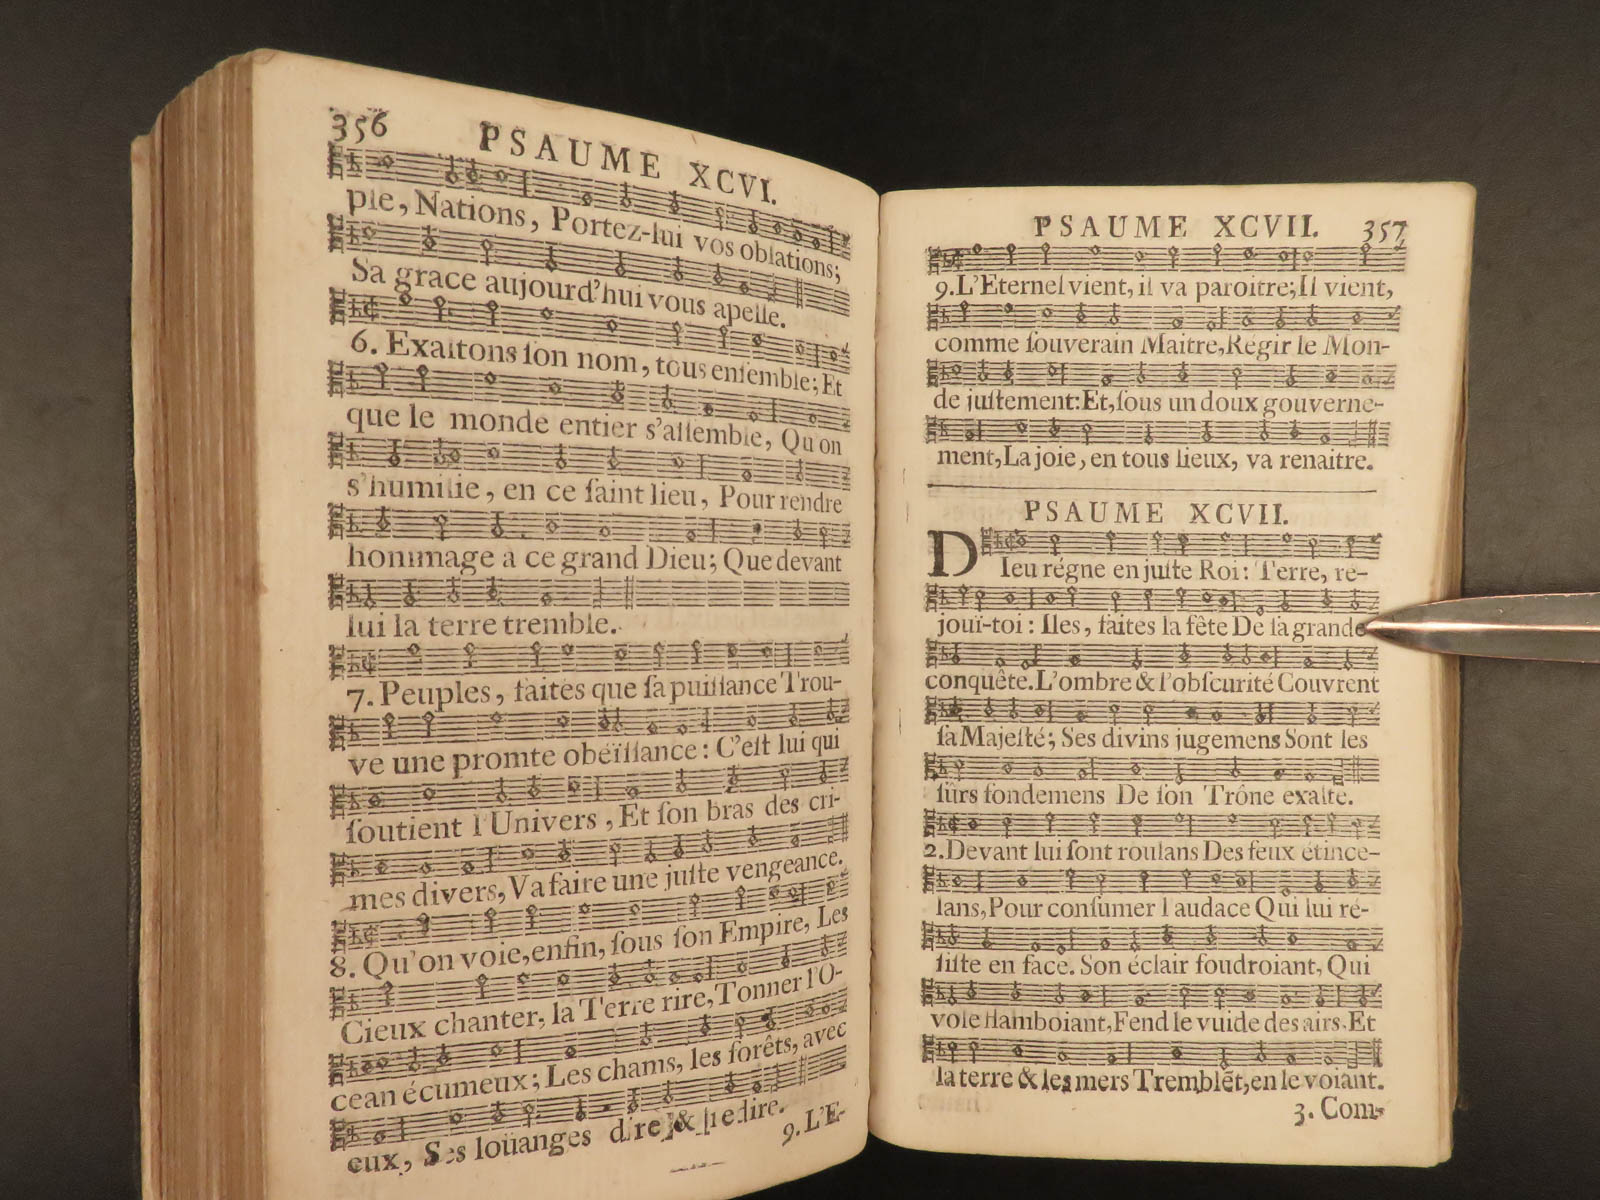 356
PSAUME XCVI.
ple, Nations, Portez-lui vos oblations;
Sa grace aujourd'hui vous apelle.
6. Exaltons ſon nom, tous enſemble; Et
que le monde entier s'aſſemble, Qu'on
s'humilie, en ce ſaint lieu, Pour rendre
hommage à ce grand Dieu; Que devant
lui la terre tremble.
7. Peuples, faites que ſa puiſſance Trou-
ve une promte obéïſſance: C'eſt lui qui
ſoutient l'Univers, Et ſon bras des cri-
mes divers, Va faire une juſte vengeance.
8. Qu'on voie, enfin, ſous ſon Empire, Les
Cieux chanter, la Terre rire, Tonner l'O-
cean écumeux; Les chams, les forêts, avec
eux, Ses loüanges dire & redire.
9. L'E-
PSAUME XCVII. 357
9. L'Eternel vient, il va paroitre; Il vient,
comme ſouverain Maitre, Régir le Mon-
de juſtement: Et, ſous un doux gouverne-
ment, La joie, en tous lieux, va renaitre.
PSAUME XCVII.
DIeu régne en juſte Roi: Terre, re-
jouï-toi: Iles, faites la fête De ſa grande
conquête. L'ombre & l'obſcurité Couvrent
ſa Majeſté; Ses divins jugemens Sont les
ſûrs fondemens De ſon Trône exalté.
2. Devant lui ſont roulans Des feux étince-
lans, Pour conſumer l'audace Qui lui ré-
ſiſte en face. Son éclair foudroiant, Qui
vole flamboiant, Fend le vuide des airs. Et
la terre & les mers Tremblẽt, en le voiant.
3. Com-